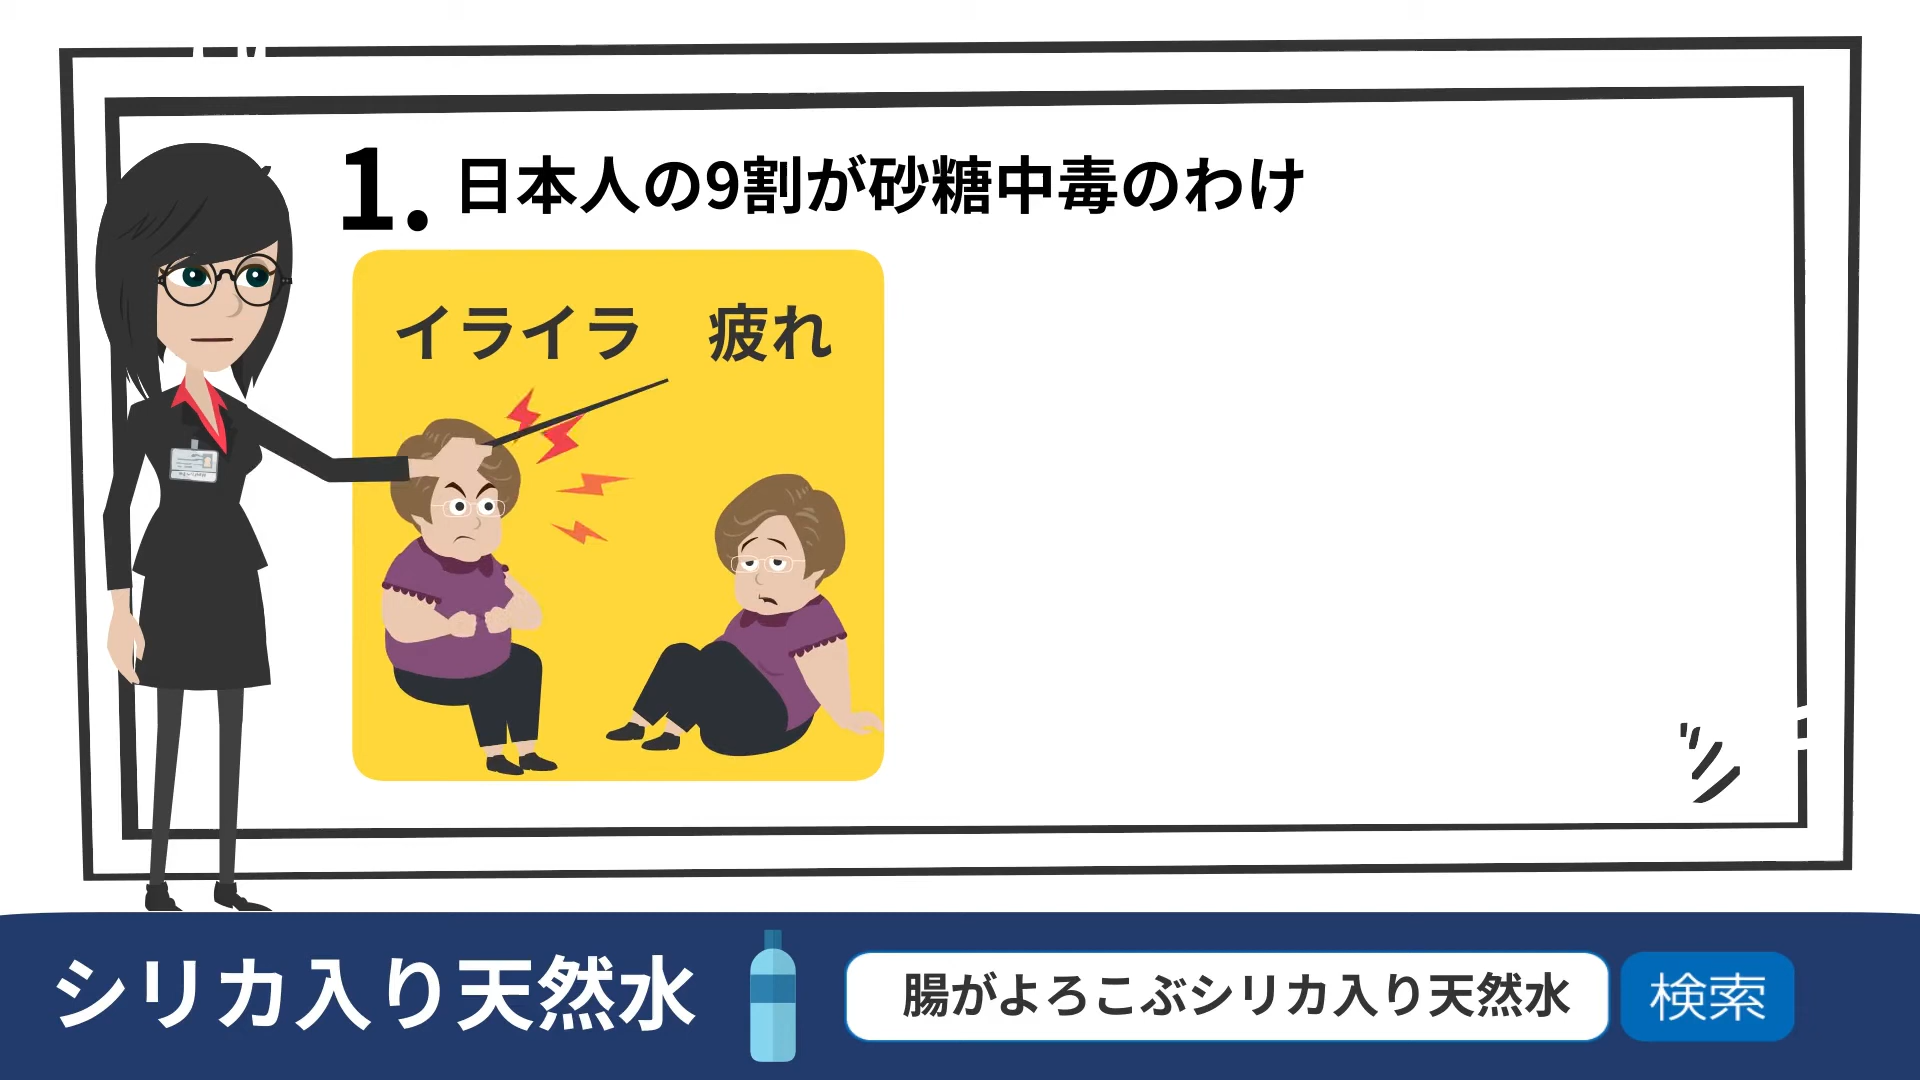 1. 日本人の9割が砂糖中毒のわけ
イライラ 疲れ
シリカ入り天然水
腸がよろこぶシリカ入り天然水
検索